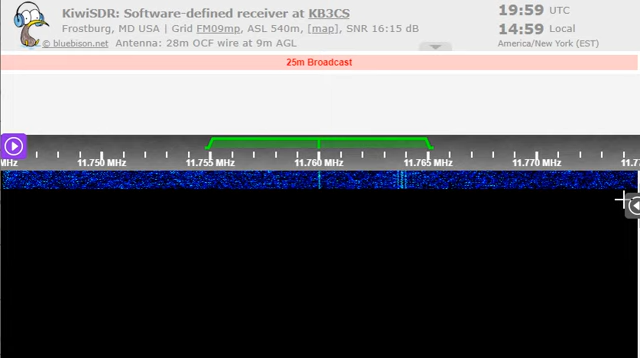 KiwiSDR: Software-defined receiver at KB3CS
Frostburg, MD USA | Grid FM09mp, ASL 540m, [map], SNR 16:15 dB
© bluebison.net Antenna: 28m OCF wire at 9m AGL
19:59 UTC
14:59 Local
America/New York (EST)
25m Broadcast
MHz 11.750 MHz 11.755 MHz 11.760 MHz 11.765 MHz 11.770 MHz 11.77